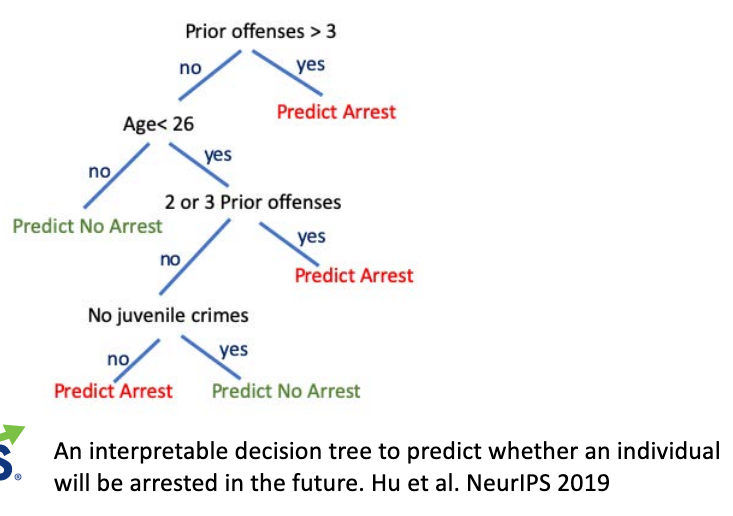 Prior offenses > 3
no
yes
Predict Arrest
Age< 26
no
yes
2 or 3 Prior offenses
Predict No Arrest
no
yes
Predict Arrest
No juvenile crimes
no
yes
Predict Arrest
Predict No Arrest
An interpretable decision tree to predict whether an individual
S®
will be arrested in the future. Hu et al. NeurIPS 2019